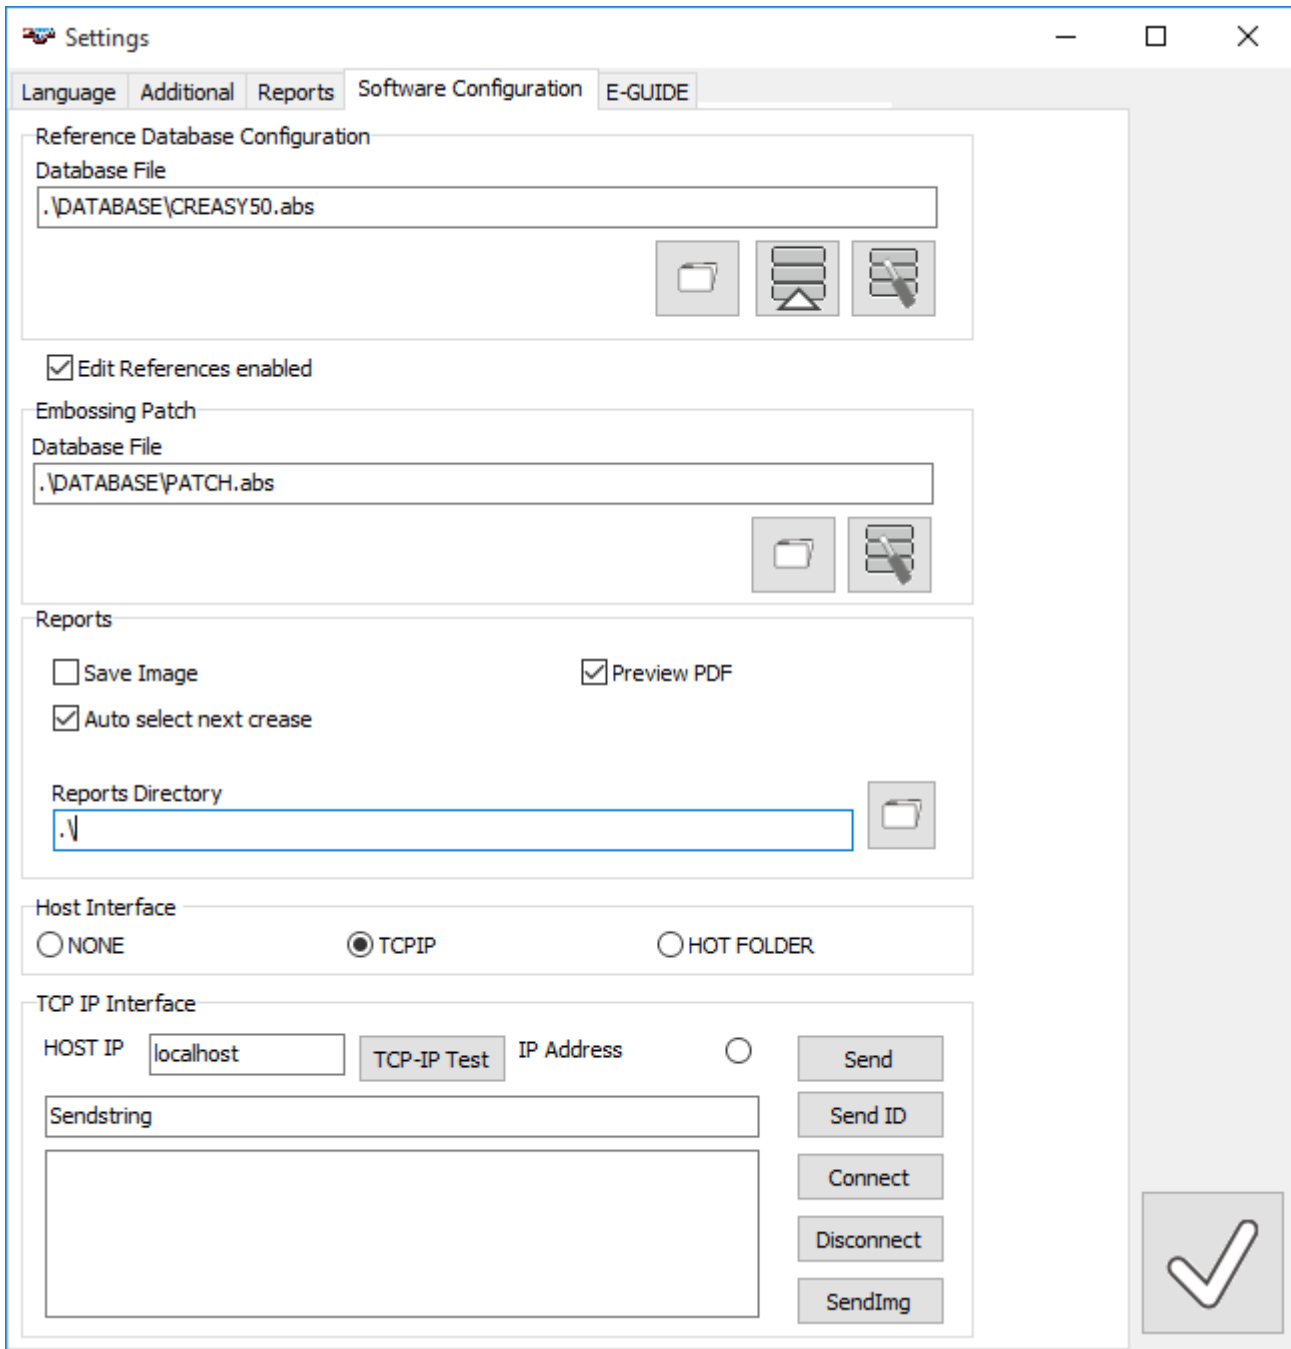 Settings
Language Additional Reports Software Configuration E-GUIDE
Reference Database Configuration
Database File
.\DATABASE\CREASY50.abs
Edit References enabled
Embossing Patch
Database File
.\DATABASE\PATCH.abs
Reports
Save Image Preview PDF
Auto select next crease
Reports Directory
.\
Host Interface
NONE TCPIP HOT FOLDER
TCP IP Interface
HOST IP localhost TCP-IP Test IP Address Send
Sendstring Send ID
Connect
Disconnect
SendImg